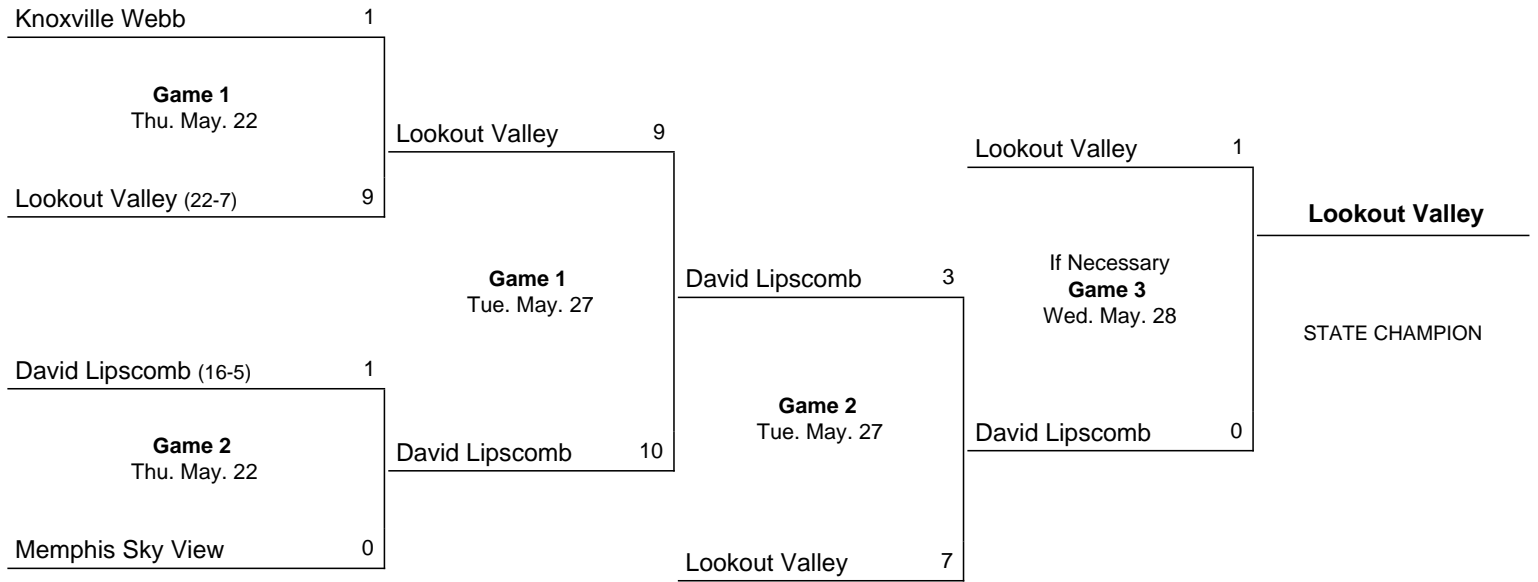 Knoxville Webb 1
Game 1
Thu. May. 22
Lookout Valley (22-7) 9
David Lipscomb (16-5) 1
Game 2
Thu. May. 22
Memphis Sky View 0
Lookout Valley 9
Game 1
Tue. May. 27
David Lipscomb 10
David Lipscomb 3
Game 2
Tue. May. 27
Lookout Valley 7
Lookout Valley 1
If Necessary
Game 3
Wed. May. 28
David Lipscomb 0
Lookout Valley
STATE CHAMPION